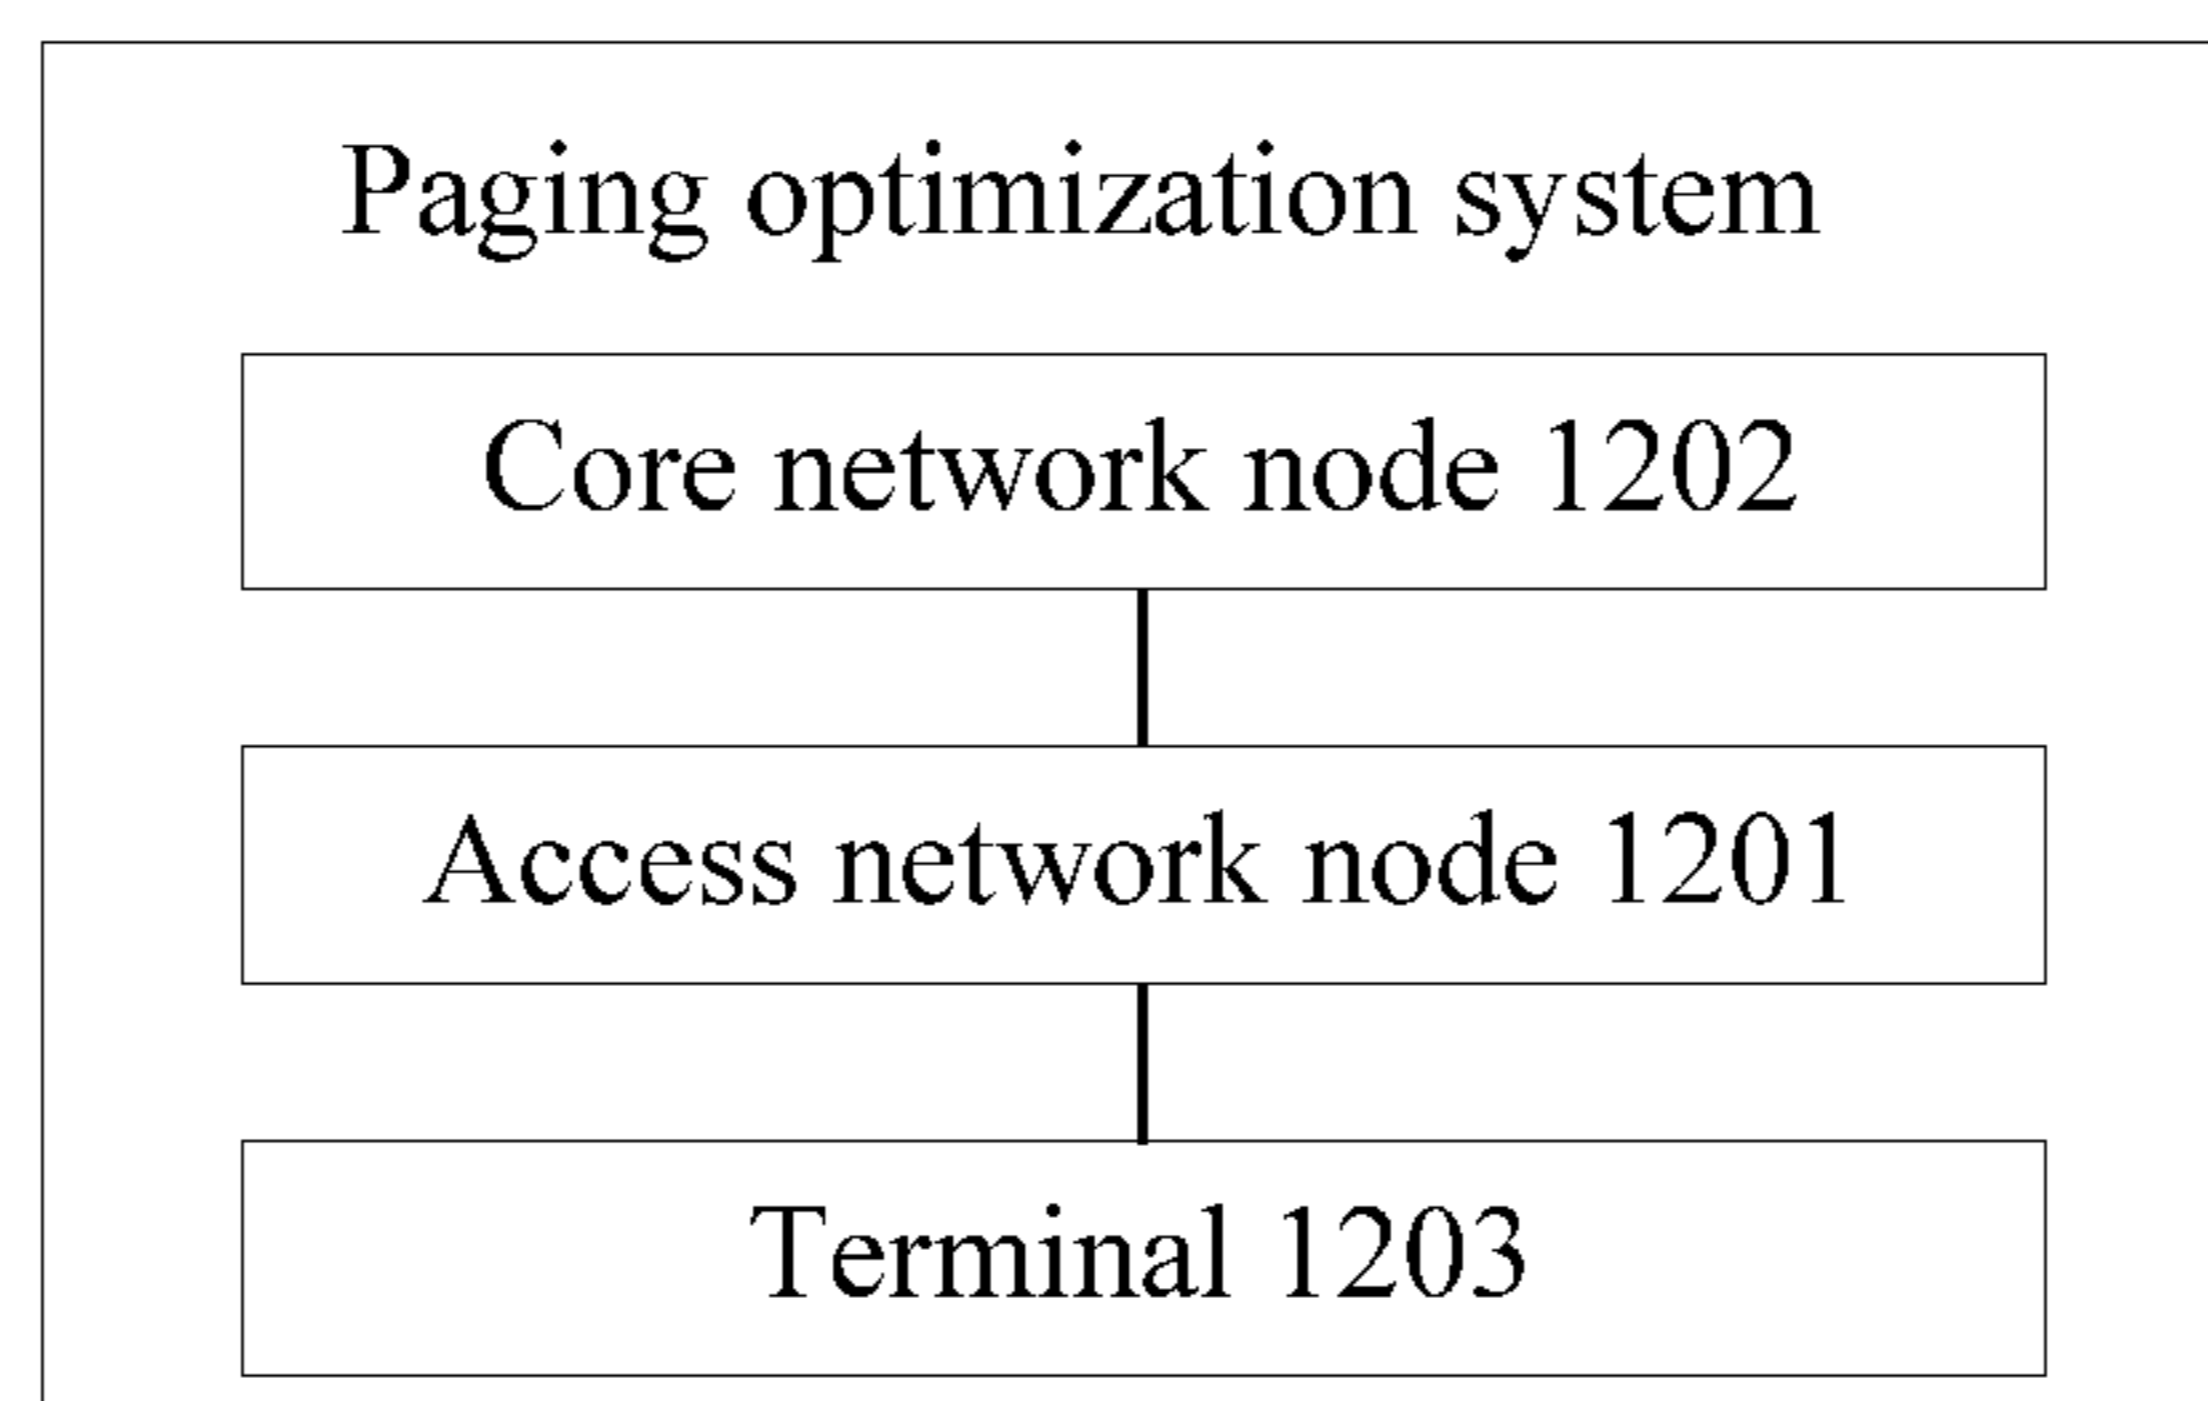 Paging optimization system
Core network node 1202
Access network node 1201
Terminal 1203